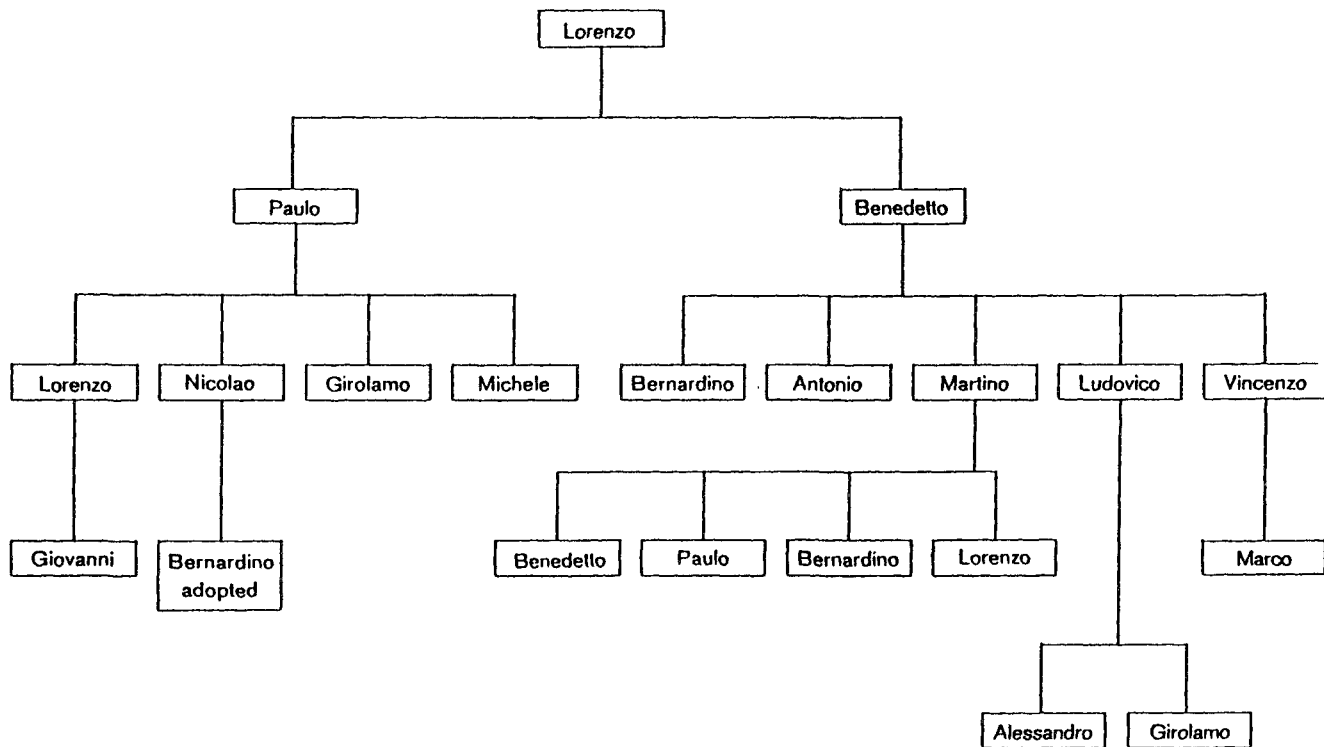 Lorenzo
Paulo
Benedetto
Lorenzo
Nicolao
Girolamo
Michele
Bernardino
Antonio
Martino
Ludovico
Vincenzo
Giovanni
Bernardino
adopted
Benedetto
Paulo
Bernardino
Lorenzo
Marco
Alessandro
Girolamo